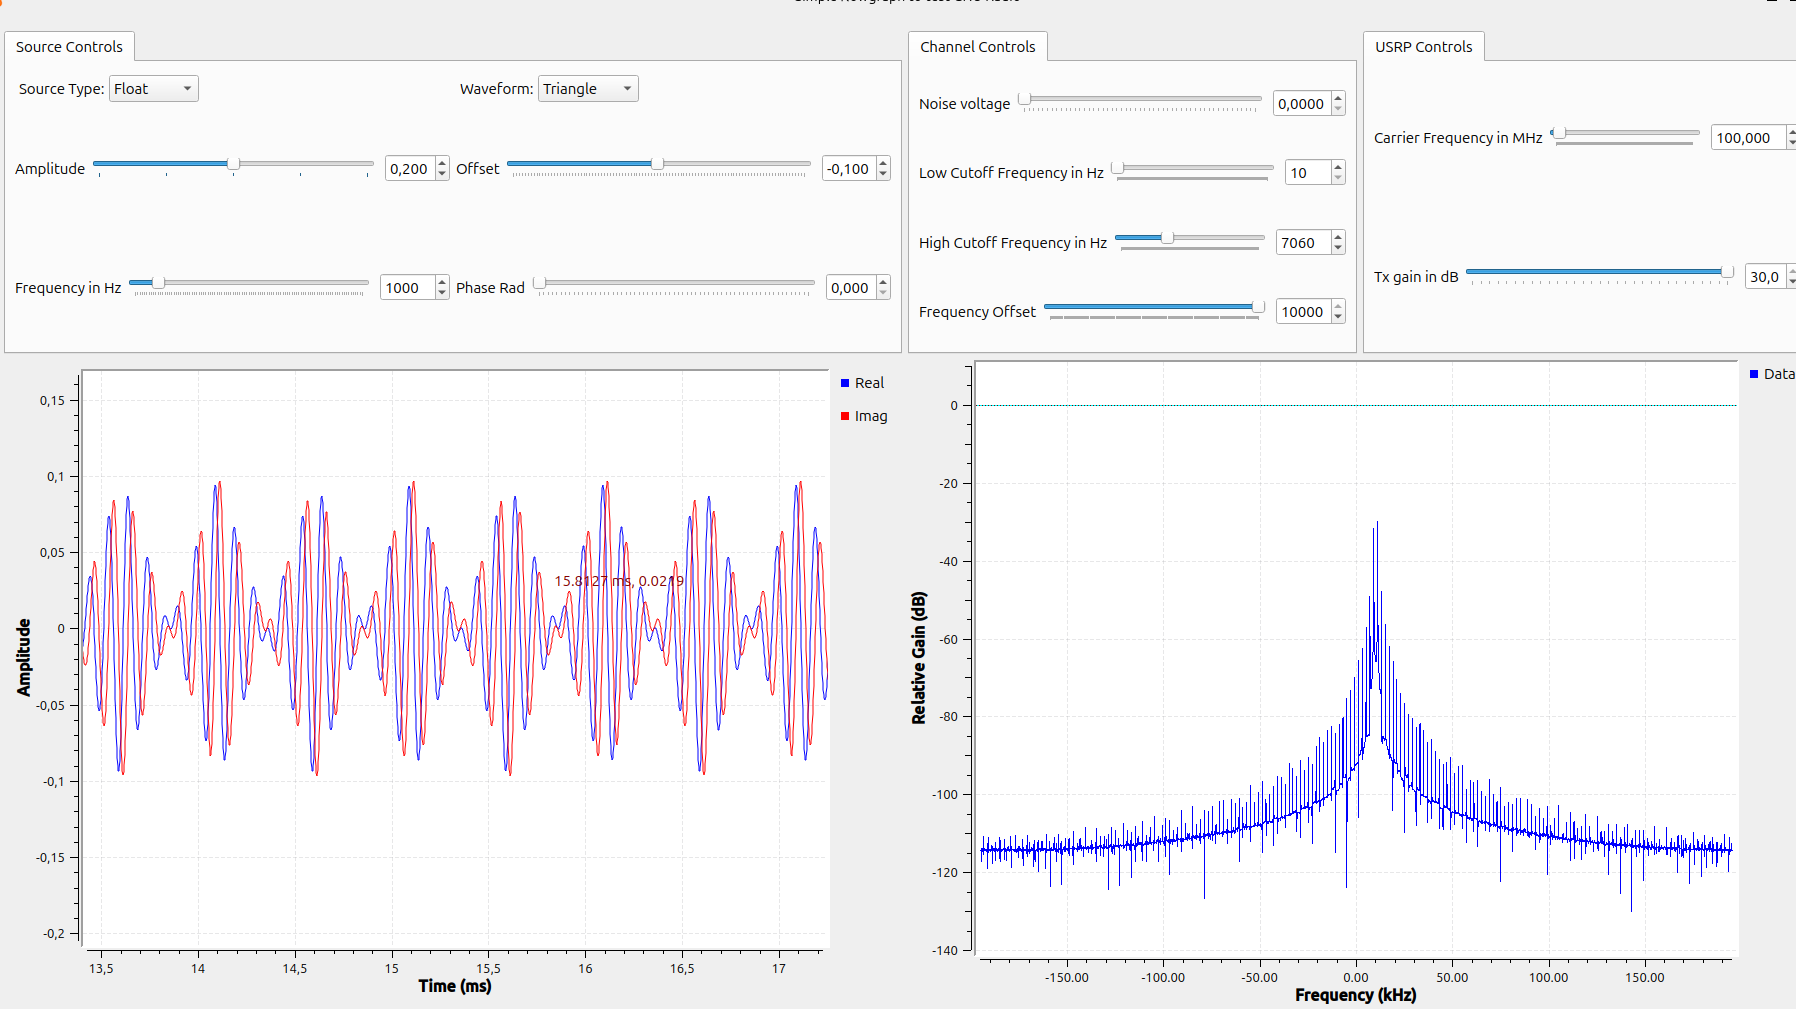 Source Controls
Channel Controls
USRP Controls
Source Type: Float
Waveform: Triangle
Amplitude 0,200
Offset -0,100
Frequency in Hz 1000
Phase Rad 0,000
Noise voltage 0,0000
Low Cutoff Frequency in Hz 10
High Cutoff Frequency in Hz 7060
Frequency Offset 10000
Carrier Frequency in MHz 100,000
Tx gain in dB 30,0
Real
Imag
Amplitude
0,15
0,1
0,05
0
-0,05
-0,1
-0,15
-0,2
15.8127 ms, 0.0219
13,5 14 14,5 15 15,5 16 16,5 17
Time (ms)
Data
Relative Gain (dB)
0
-20
-40
-60
-80
-100
-120
-140
-150.00 -100.00 -50.00 0.00 50.00 100.00 150.00
Frequency (kHz)